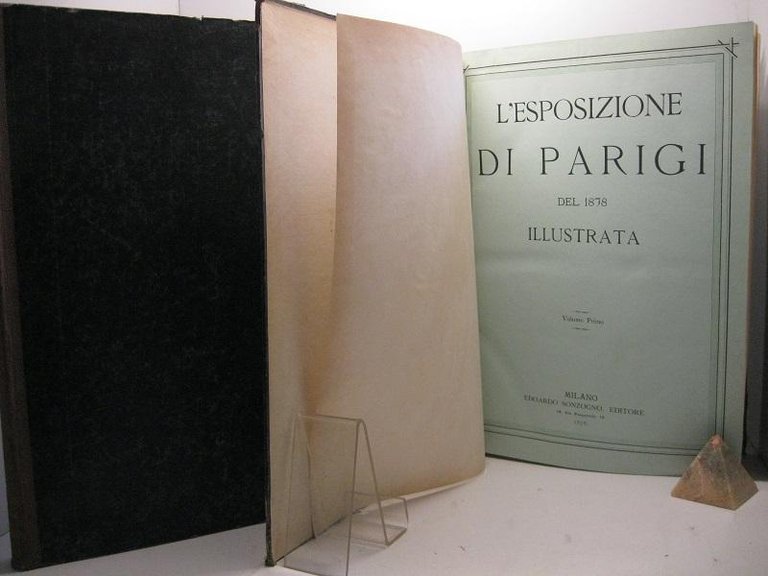 L'ESPOSIZIONE
DI PARIGI
DEL 1878
ILLUSTRATA
Volume Primo
MILANO
EDOARDO SONZOGNO, EDITORE